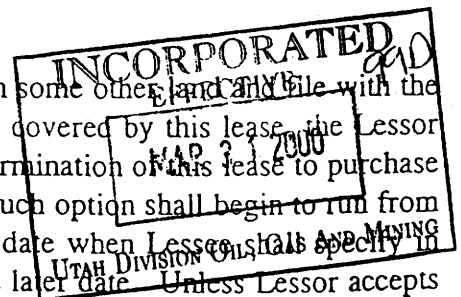 INCORPORATED
EFFECTIVE
MAR 31 2000
UTAH DIVISION OIL, GAS AND MINING
n some other land and file with the
covered by this lease, the Lessor
rmination of this lease to purchase
uch option shall begin to run from
date when Lessee shall specify in
later date. Unless Lessor accepts